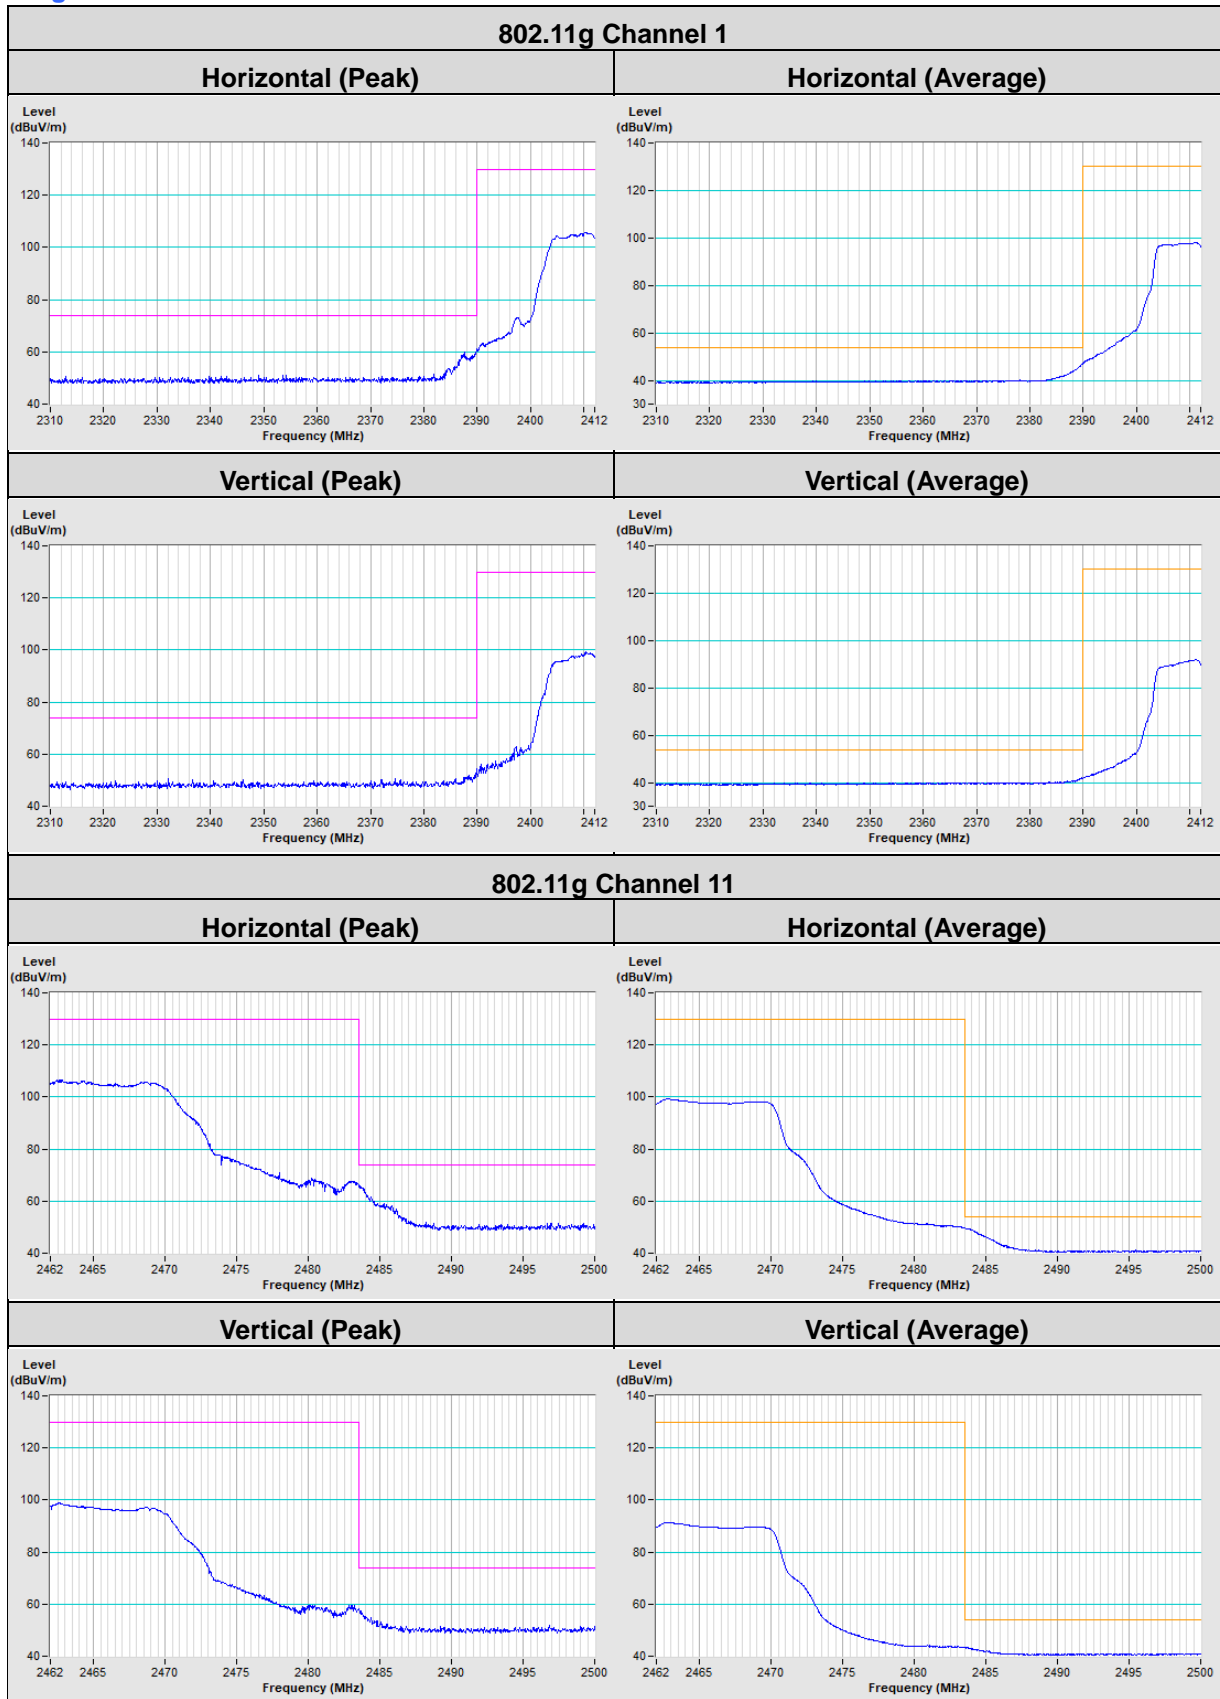 802.11g Channel 1
Horizontal (Peak)
Horizontal (Average)
Level
(dBuV/m)
140
120
100
80
60
40
2310 2320 2330 2340 2350 2360 2370 2380 2390 2400 2412
Frequency (MHz)
Level
(dBuV/m)
140
120
100
80
60
40
30
2310 2320 2330 2340 2350 2360 2370 2380 2390 2400 2412
Frequency (MHz)
Vertical (Peak)
Vertical (Average)
Level
(dBuV/m)
140
120
100
80
60
40
2310 2320 2330 2340 2350 2360 2370 2380 2390 2400 2412
Frequency (MHz)
Level
(dBuV/m)
140
120
100
80
60
40
30
2310 2320 2330 2340 2350 2360 2370 2380 2390 2400 2412
Frequency (MHz)
802.11g Channel 11
Horizontal (Peak)
Horizontal (Average)
Level
(dBuV/m)
140
120
100
80
60
40
2462 2465 2470 2475 2480 2485 2490 2495 2500
Frequency (MHz)
Level
(dBuV/m)
140
120
100
80
60
40
2462 2465 2470 2475 2480 2485 2490 2495 2500
Frequency (MHz)
Vertical (Peak)
Vertical (Average)
Level
(dBuV/m)
140
120
100
80
60
40
2462 2465 2470 2475 2480 2485 2490 2495 2500
Frequency (MHz)
Level
(dBuV/m)
140
120
100
80
60
40
2462 2465 2470 2475 2480 2485 2490 2495 2500
Frequency (MHz)